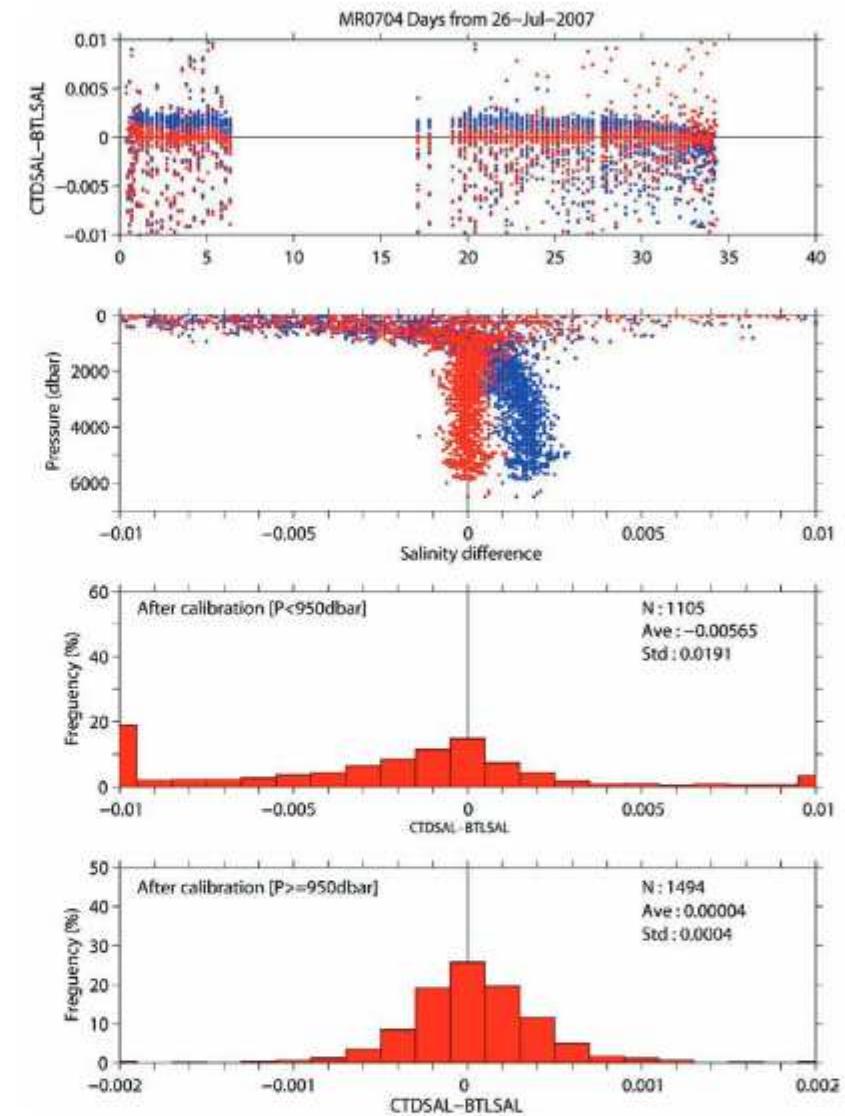 MR0704 Days from 26−Jul−2007
CTDSAL−BTLSAL
0.01
0.005
0
−0.005
−0.01
0 5 10 15 20 25 30 35 40
Pressure (dbar)
0
2000
4000
6000
−0.01 −0.005 0 0.005 0.01
Salinity difference
Freguency (%)
60
40
20
0
After calibration [P<950dbar]
N : 1105
Ave : −0.00565
Std : 0.0191
−0.01 −0.005 0 0.005 0.01
CTDSAL−BTLSAL
Freguency (%)
50
40
30
20
10
0
After calibration [P>=950dbar]
N : 1494
Ave : 0.00004
Std : 0.0004
−0.002 −0.001 0 0.001 0.002
CTDSAL−BTLSAL